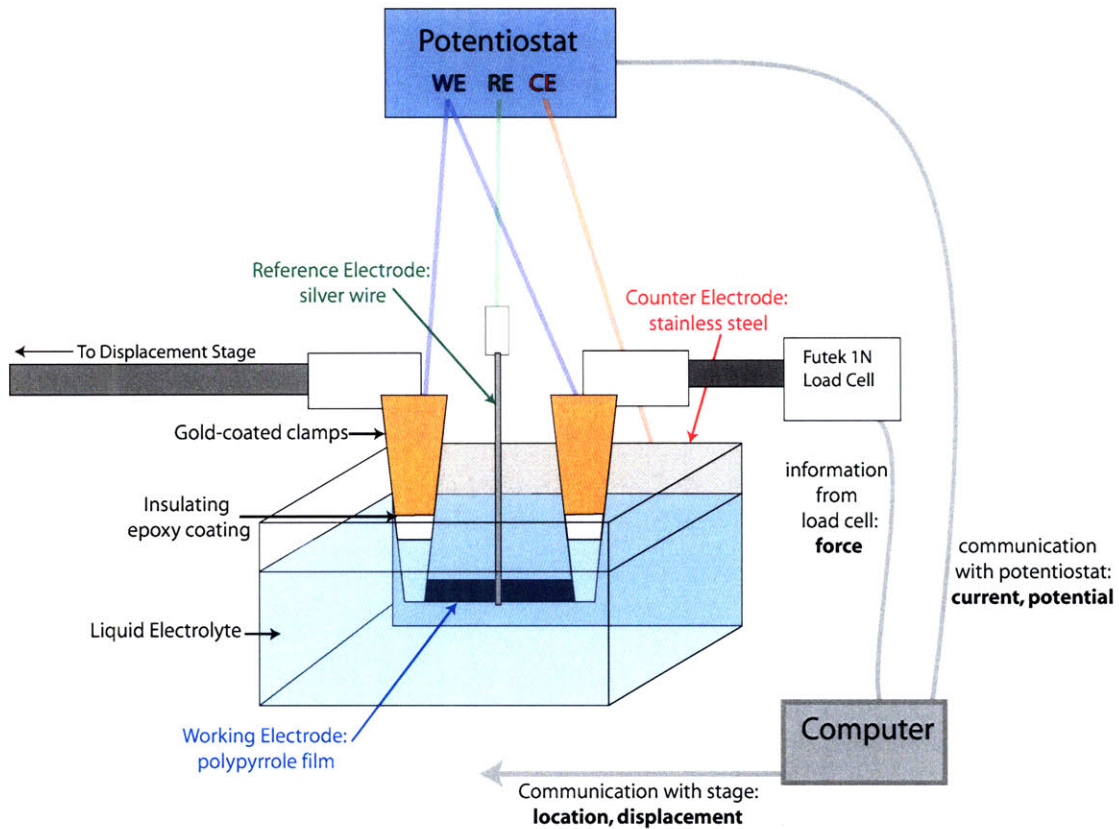 Potentiostat
WE RE CE
Reference Electrode:
silver wire
Counter Electrode:
stainless steel
To Displacement Stage
Futek 1N
Load Cell
Gold-coated clamps
information
from
load cell:
force
Insulating
epoxy coating
communication
with potentiostat:
current, potential
Liquid Electrolyte
Working Electrode:
polypyrrole film
Computer
Communication with stage:
location, displacement